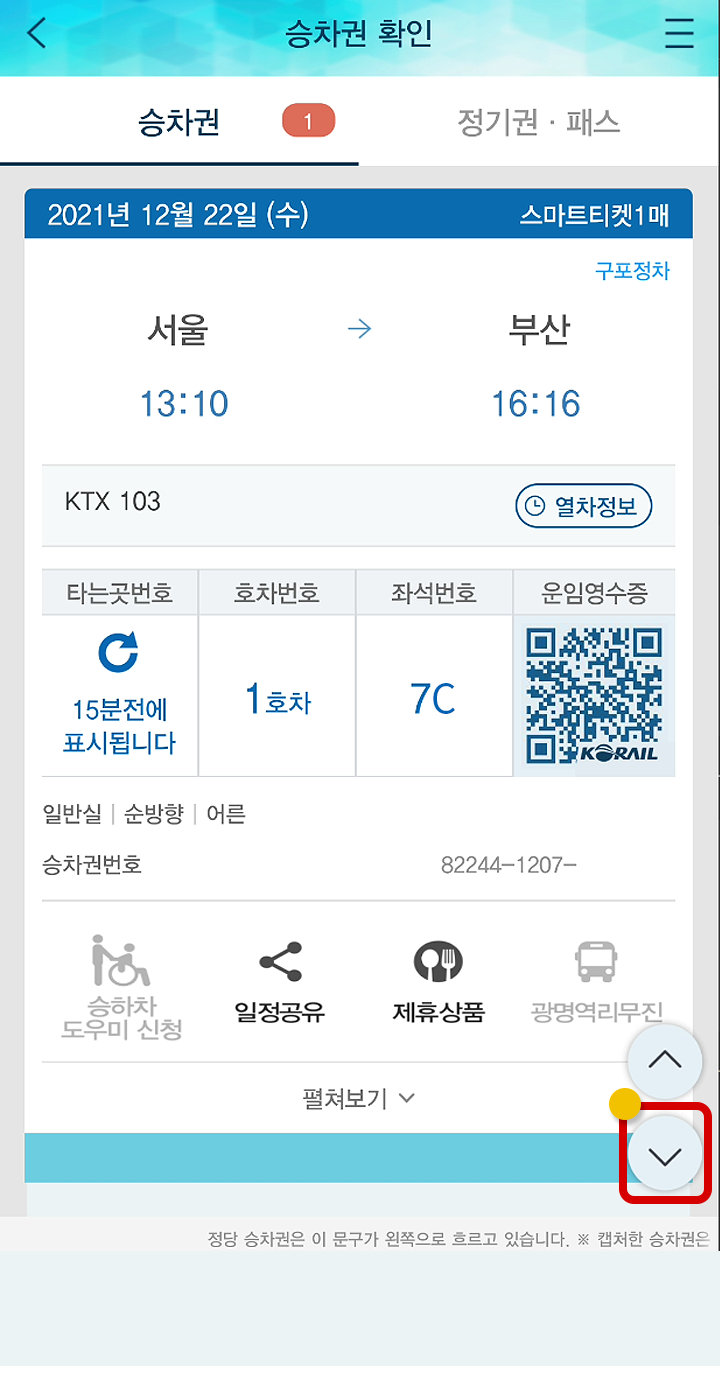 승차권 확인
승차권 1 정기권 · 패스
2021년 12월 22일 (수) 스마트티켓1매
구포정차
서울 → 부산
13:10 16:16
KTX 103 열차정보
타는곳번호 호차번호 좌석번호 운임영수증
15분전에
표시됩니다
1호차
7C
KORAIL
일반실 | 순방향 | 어른
승차권번호 82244-1207-
승하차
도우미 신청
일정공유
제휴상품
광명역리무진
펼쳐보기
정당 승차권은 이 문구가 왼쪽으로 흐르고 있습니다. ※ 캡처한 승차권은